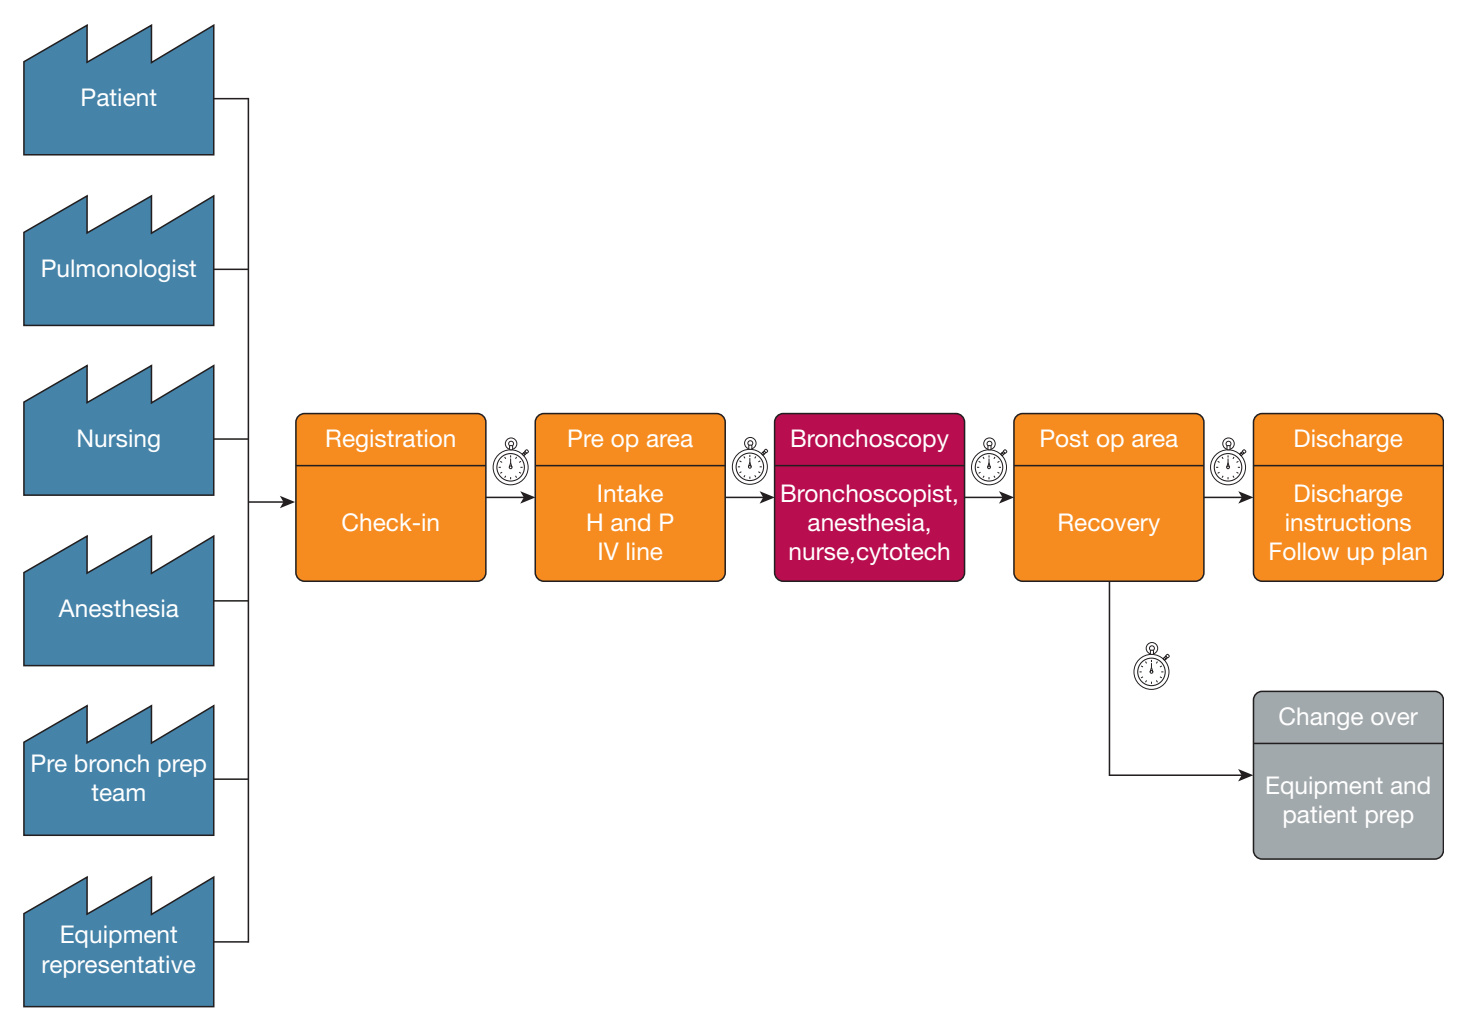 Patient
Pulmonologist
Nursing
Anesthesia
Pre bronch prep
team
Equipment
representative
Registration
Check-in
Pre op area
Intake
H and P
IV line
Bronchoscopy
Bronchoscopist,
anesthesia,
nurse,cytotech
Post op area
Recovery
Discharge
Discharge
instructions
Follow up plan
Change over
Equipment and
patient prep